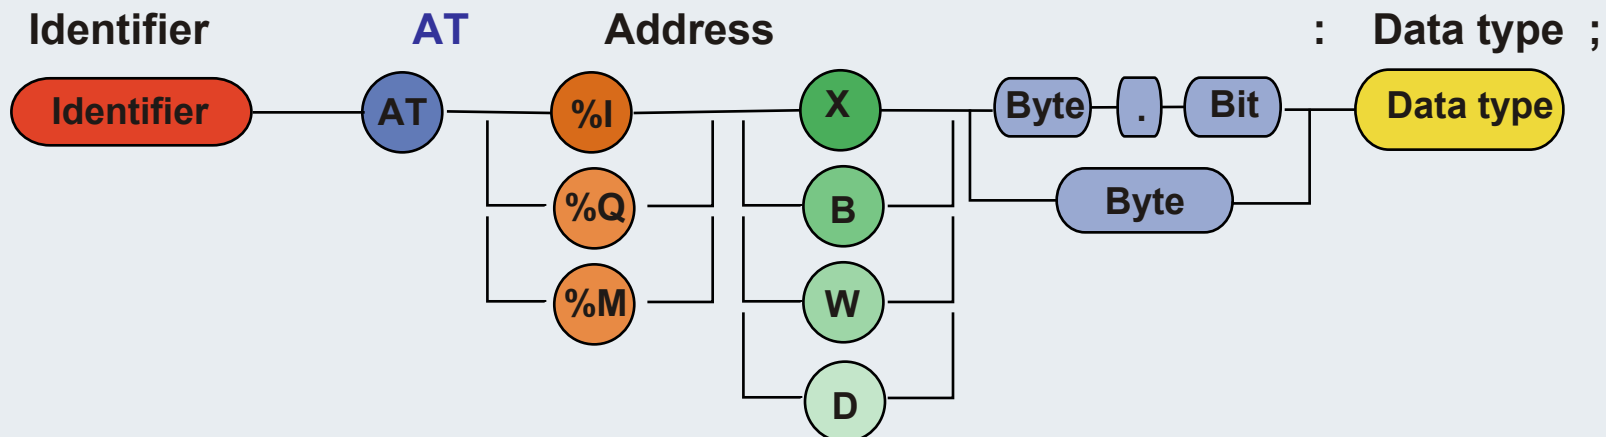 Identifier AT Address : Data type ;
Identifier AT %I X Byte . Bit Data type
%Q B Byte
%M W
D